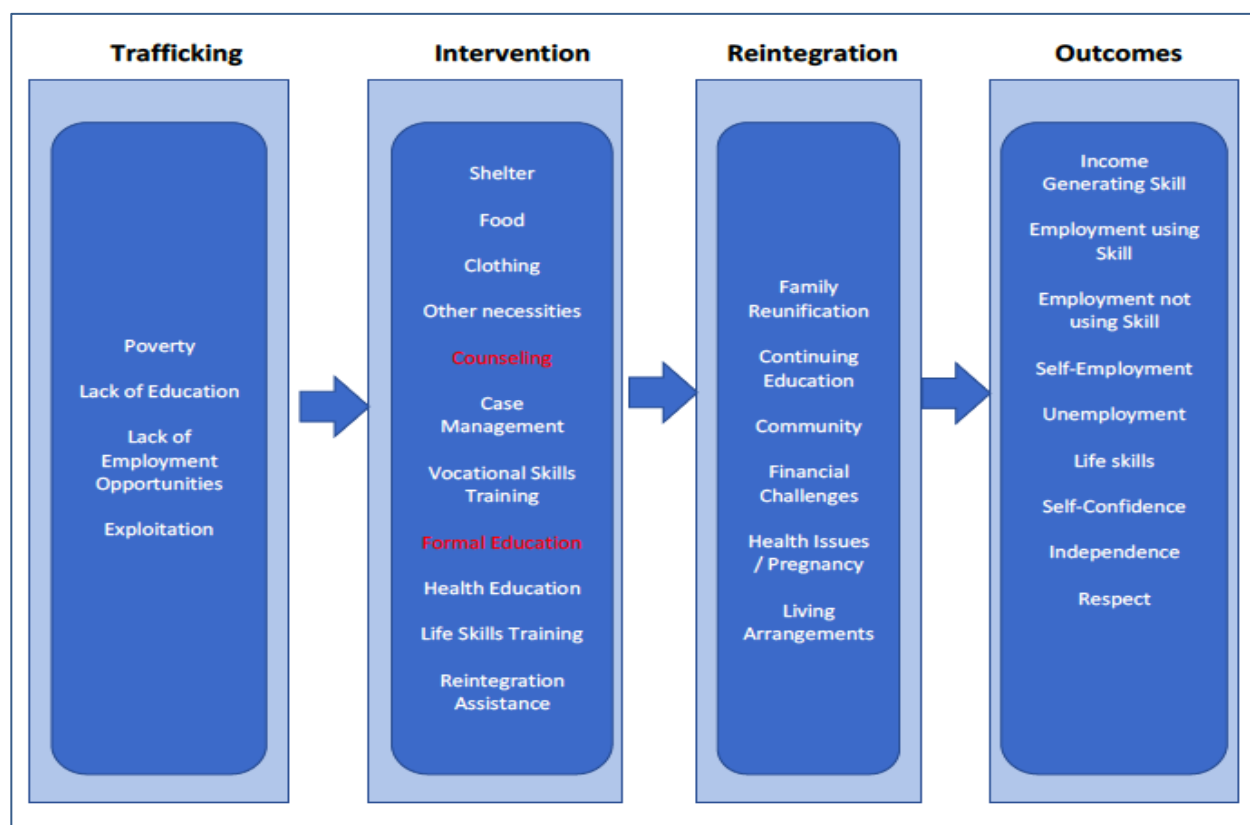 Trafficking
Poverty
Lack of Education
Lack of
Employment
Opportunities
Exploitation
Intervention
Shelter
Food
Clothing
Other necessities
Counseling
Case
Management
Vocational Skills
Training
Formal Education
Health Education
Life Skills Training
Reintegration
Assistance
Reintegration
Family
Reunification
Continuing
Education
Community
Financial
Challenges
Health Issues
/ Pregnancy
Living
Arrangements
Outcomes
Income
Generating Skill
Employment using
Skill
Employment not
using Skill
Self-Employment
Unemployment
Life skills
Self-Confidence
Independence
Respect